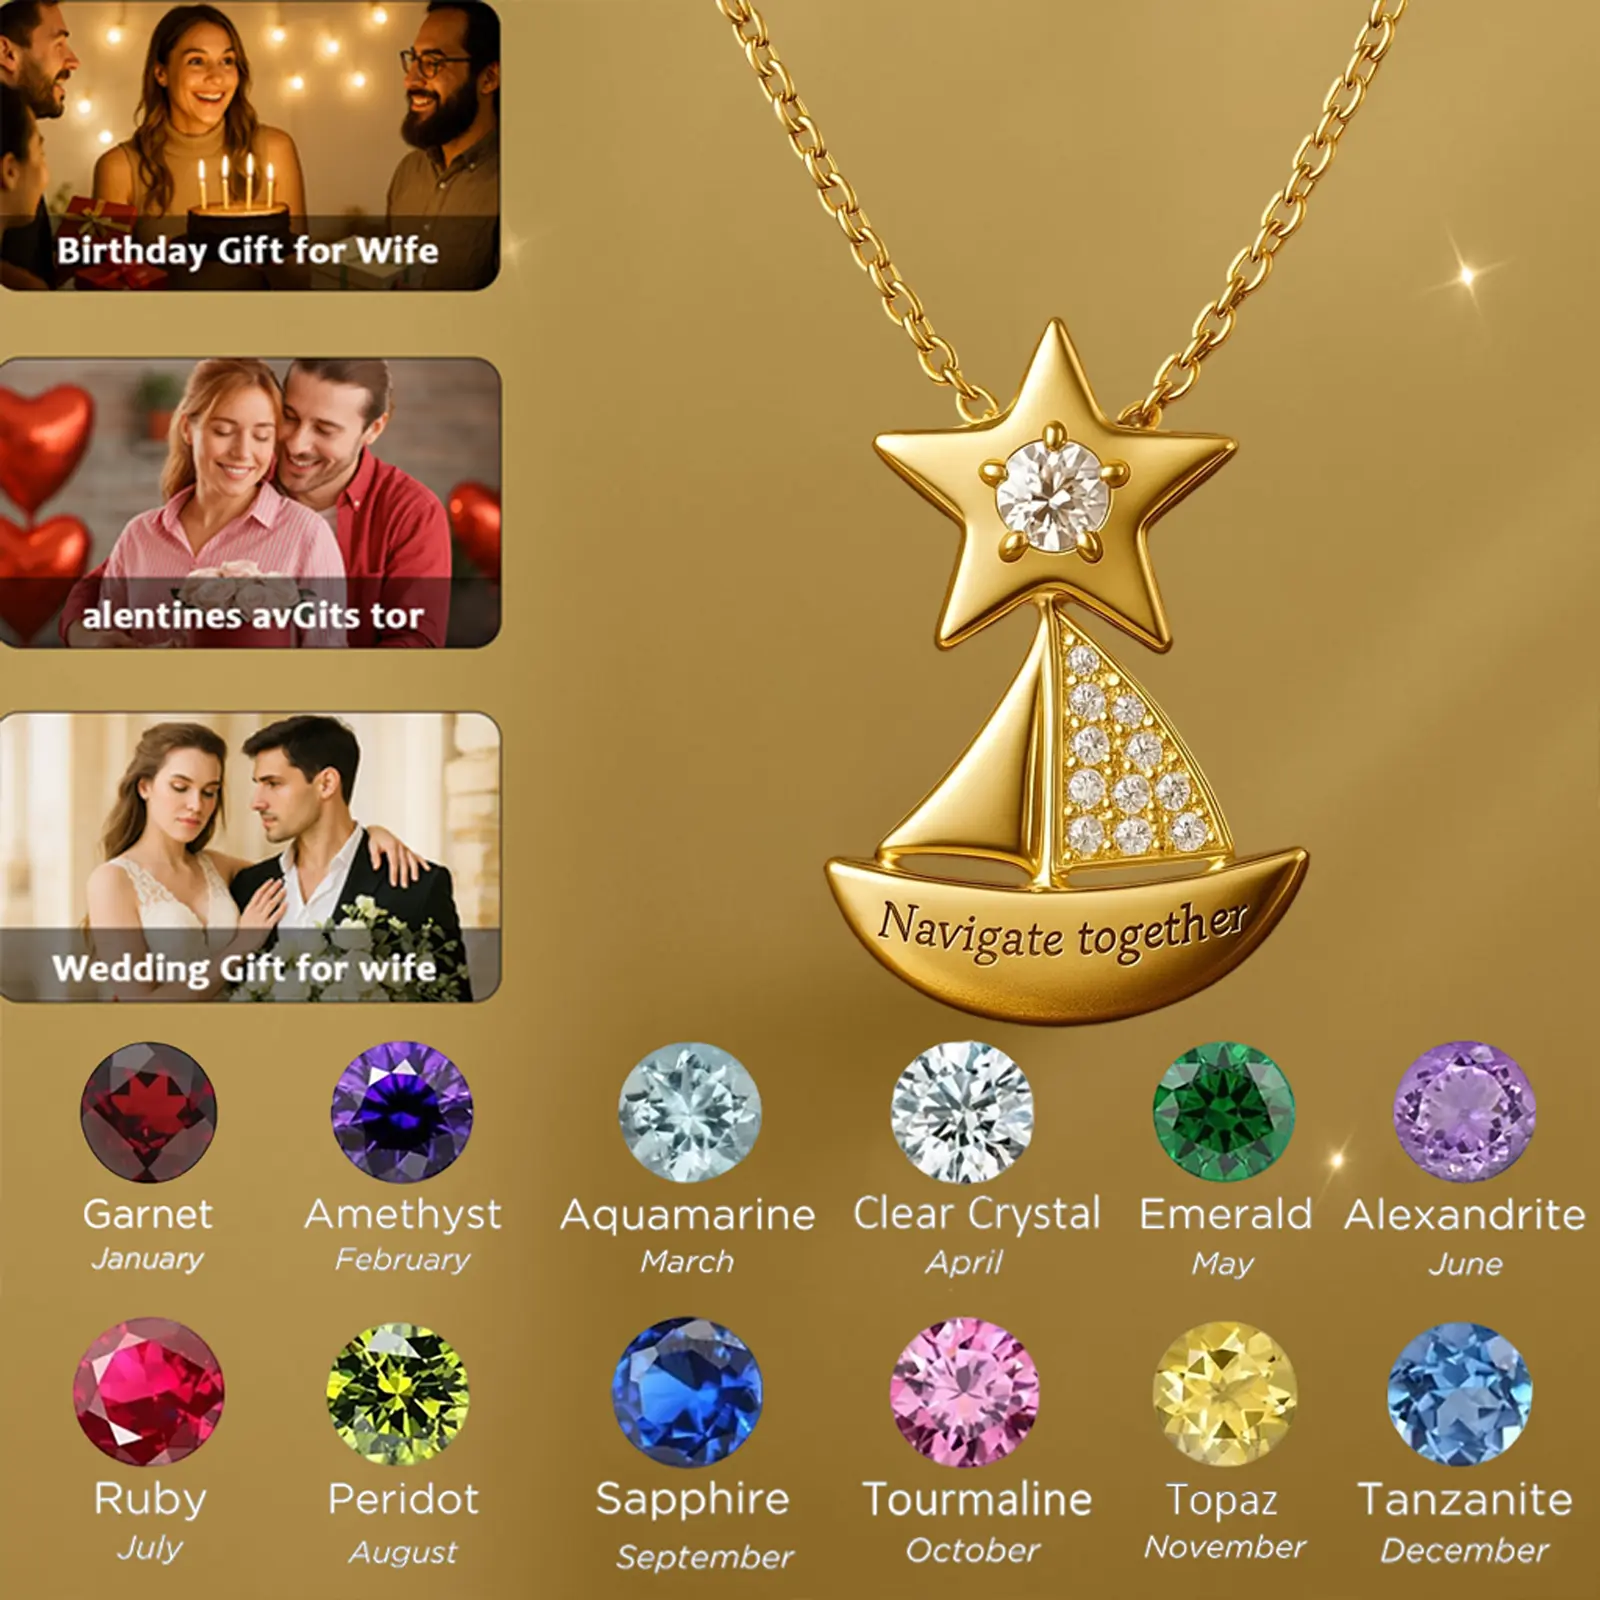 Birthday Gift for Wife
alentines avGits tor
Wedding Gift for wife
Navigate together
Garnet
January
Amethyst
February
Aquamarine
March
Clear Crystal
April
Emerald
May
Alexandrite
June
Ruby
July
Peridot
August
Sapphire
September
Tourmaline
October
Topaz
November
Tanzanite
December